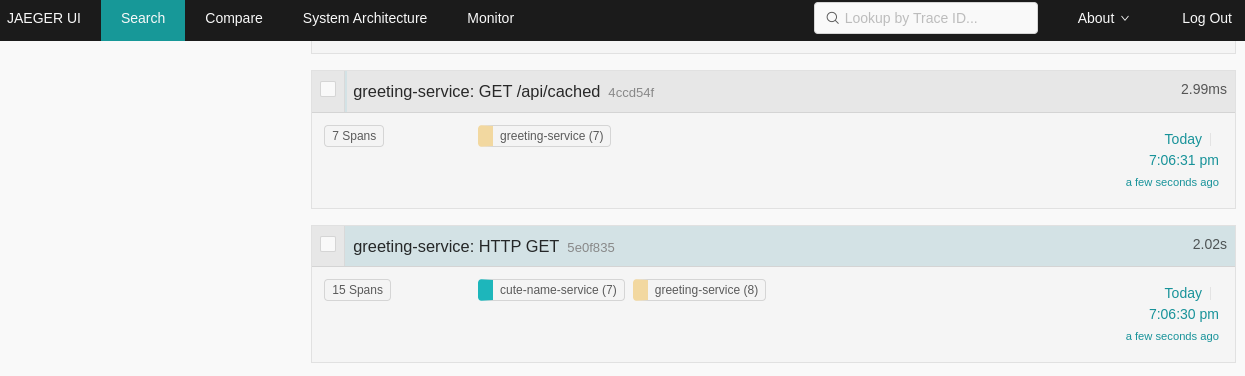 JAEGER UI Search Compare System Architecture Monitor Lookup by Trace ID... About Log Out
greeting-service: GET /api/cached 4ccd54f 2.99ms
7 Spans greeting-service (7) Today
7:06:31 pm
a few seconds ago
greeting-service: HTTP GET 5e0f835 2.02s
15 Spans cute-name-service (7) greeting-service (8) Today
7:06:30 pm
a few seconds ago